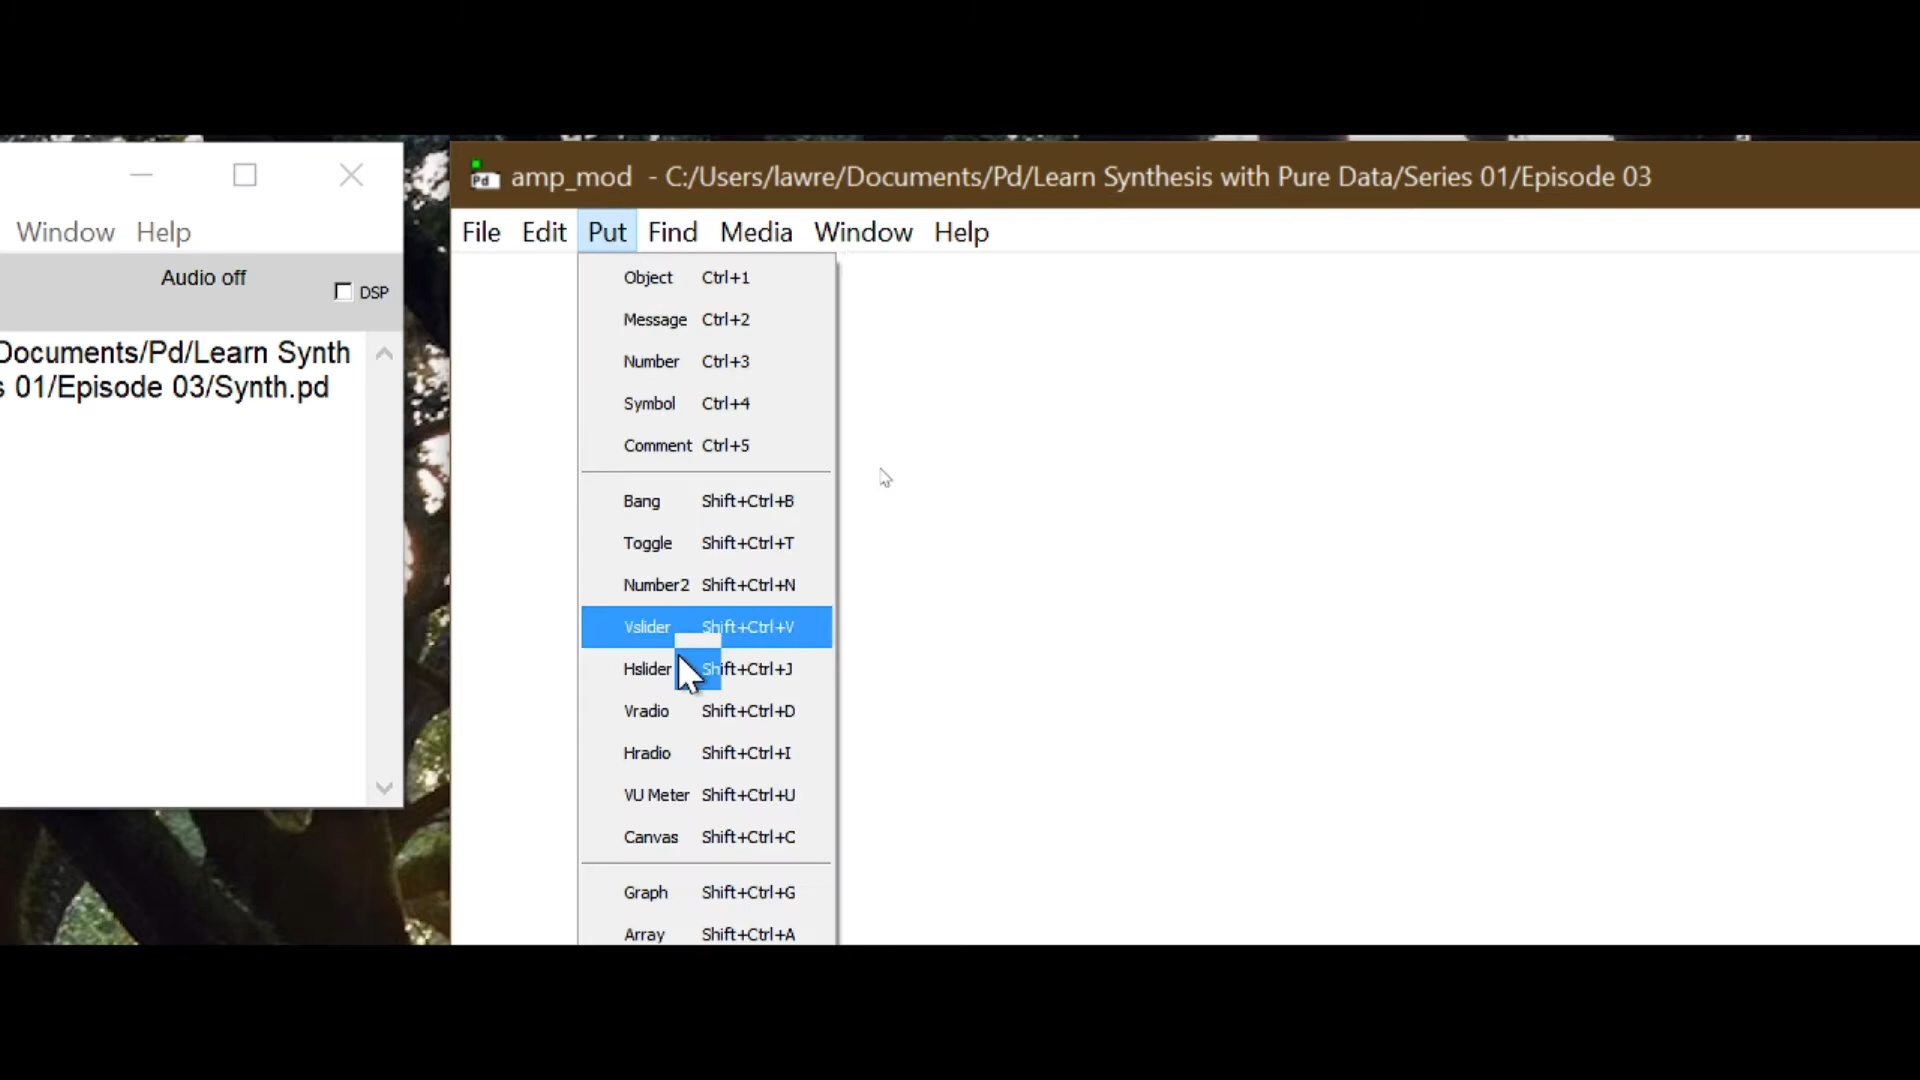 Window Help
Audio off
DSP
Documents/Pd/Learn Synth
s 01/Episode 03/Synth.pd
Pd amp_mod - C:/Users/lawre/Documents/Pd/Learn Synthesis with Pure Data/Series 01/Episode 03
File Edit Put Find Media Window Help
Object Ctrl+1
Message Ctrl+2
Number Ctrl+3
Symbol Ctrl+4
Comment Ctrl+5
Bang Shift+Ctrl+B
Toggle Shift+Ctrl+T
Number2 Shift+Ctrl+N
Vslider Shift+Ctrl+V
Hslider Shift+Ctrl+J
Vradio Shift+Ctrl+D
Hradio Shift+Ctrl+I
VU Meter Shift+Ctrl+U
Canvas Shift+Ctrl+C
Graph Shift+Ctrl+G
Array Shift+Ctrl+A